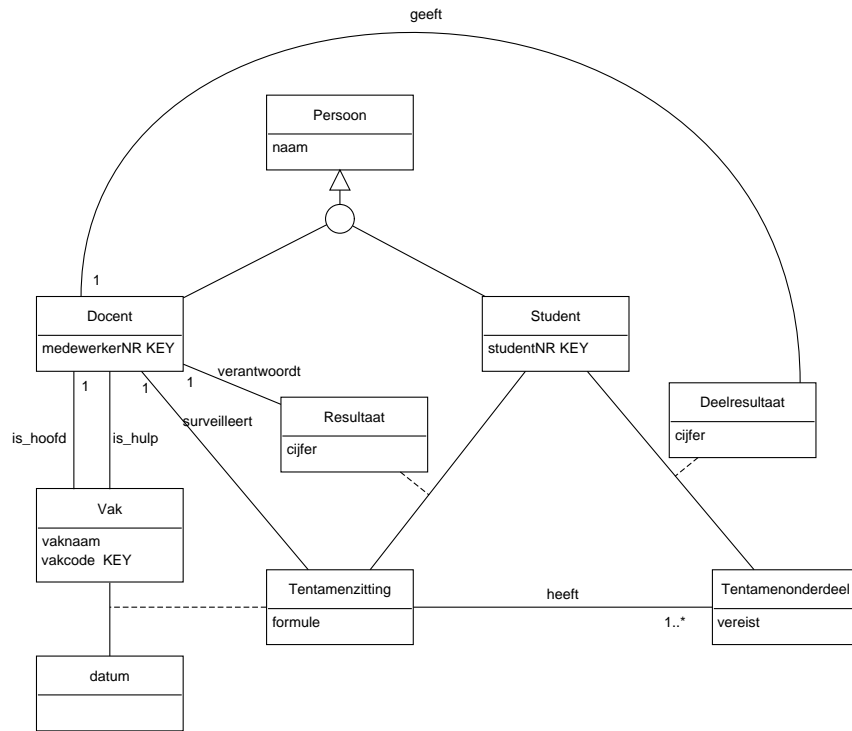 geeft
Persoon
naam
1
Docent
medewerkerNR KEY
Student
studentNR KEY
1
1
1
1
verantwoordt
surveilleert
Resultaat
cijfer
Deelresultaat
cijfer
is_hoofd
is_hulp
Vak
vaknaam
vakcode KEY
Tentamenzitting
formule
heeft
1..*
Tentamenonderdeel
vereist
datum